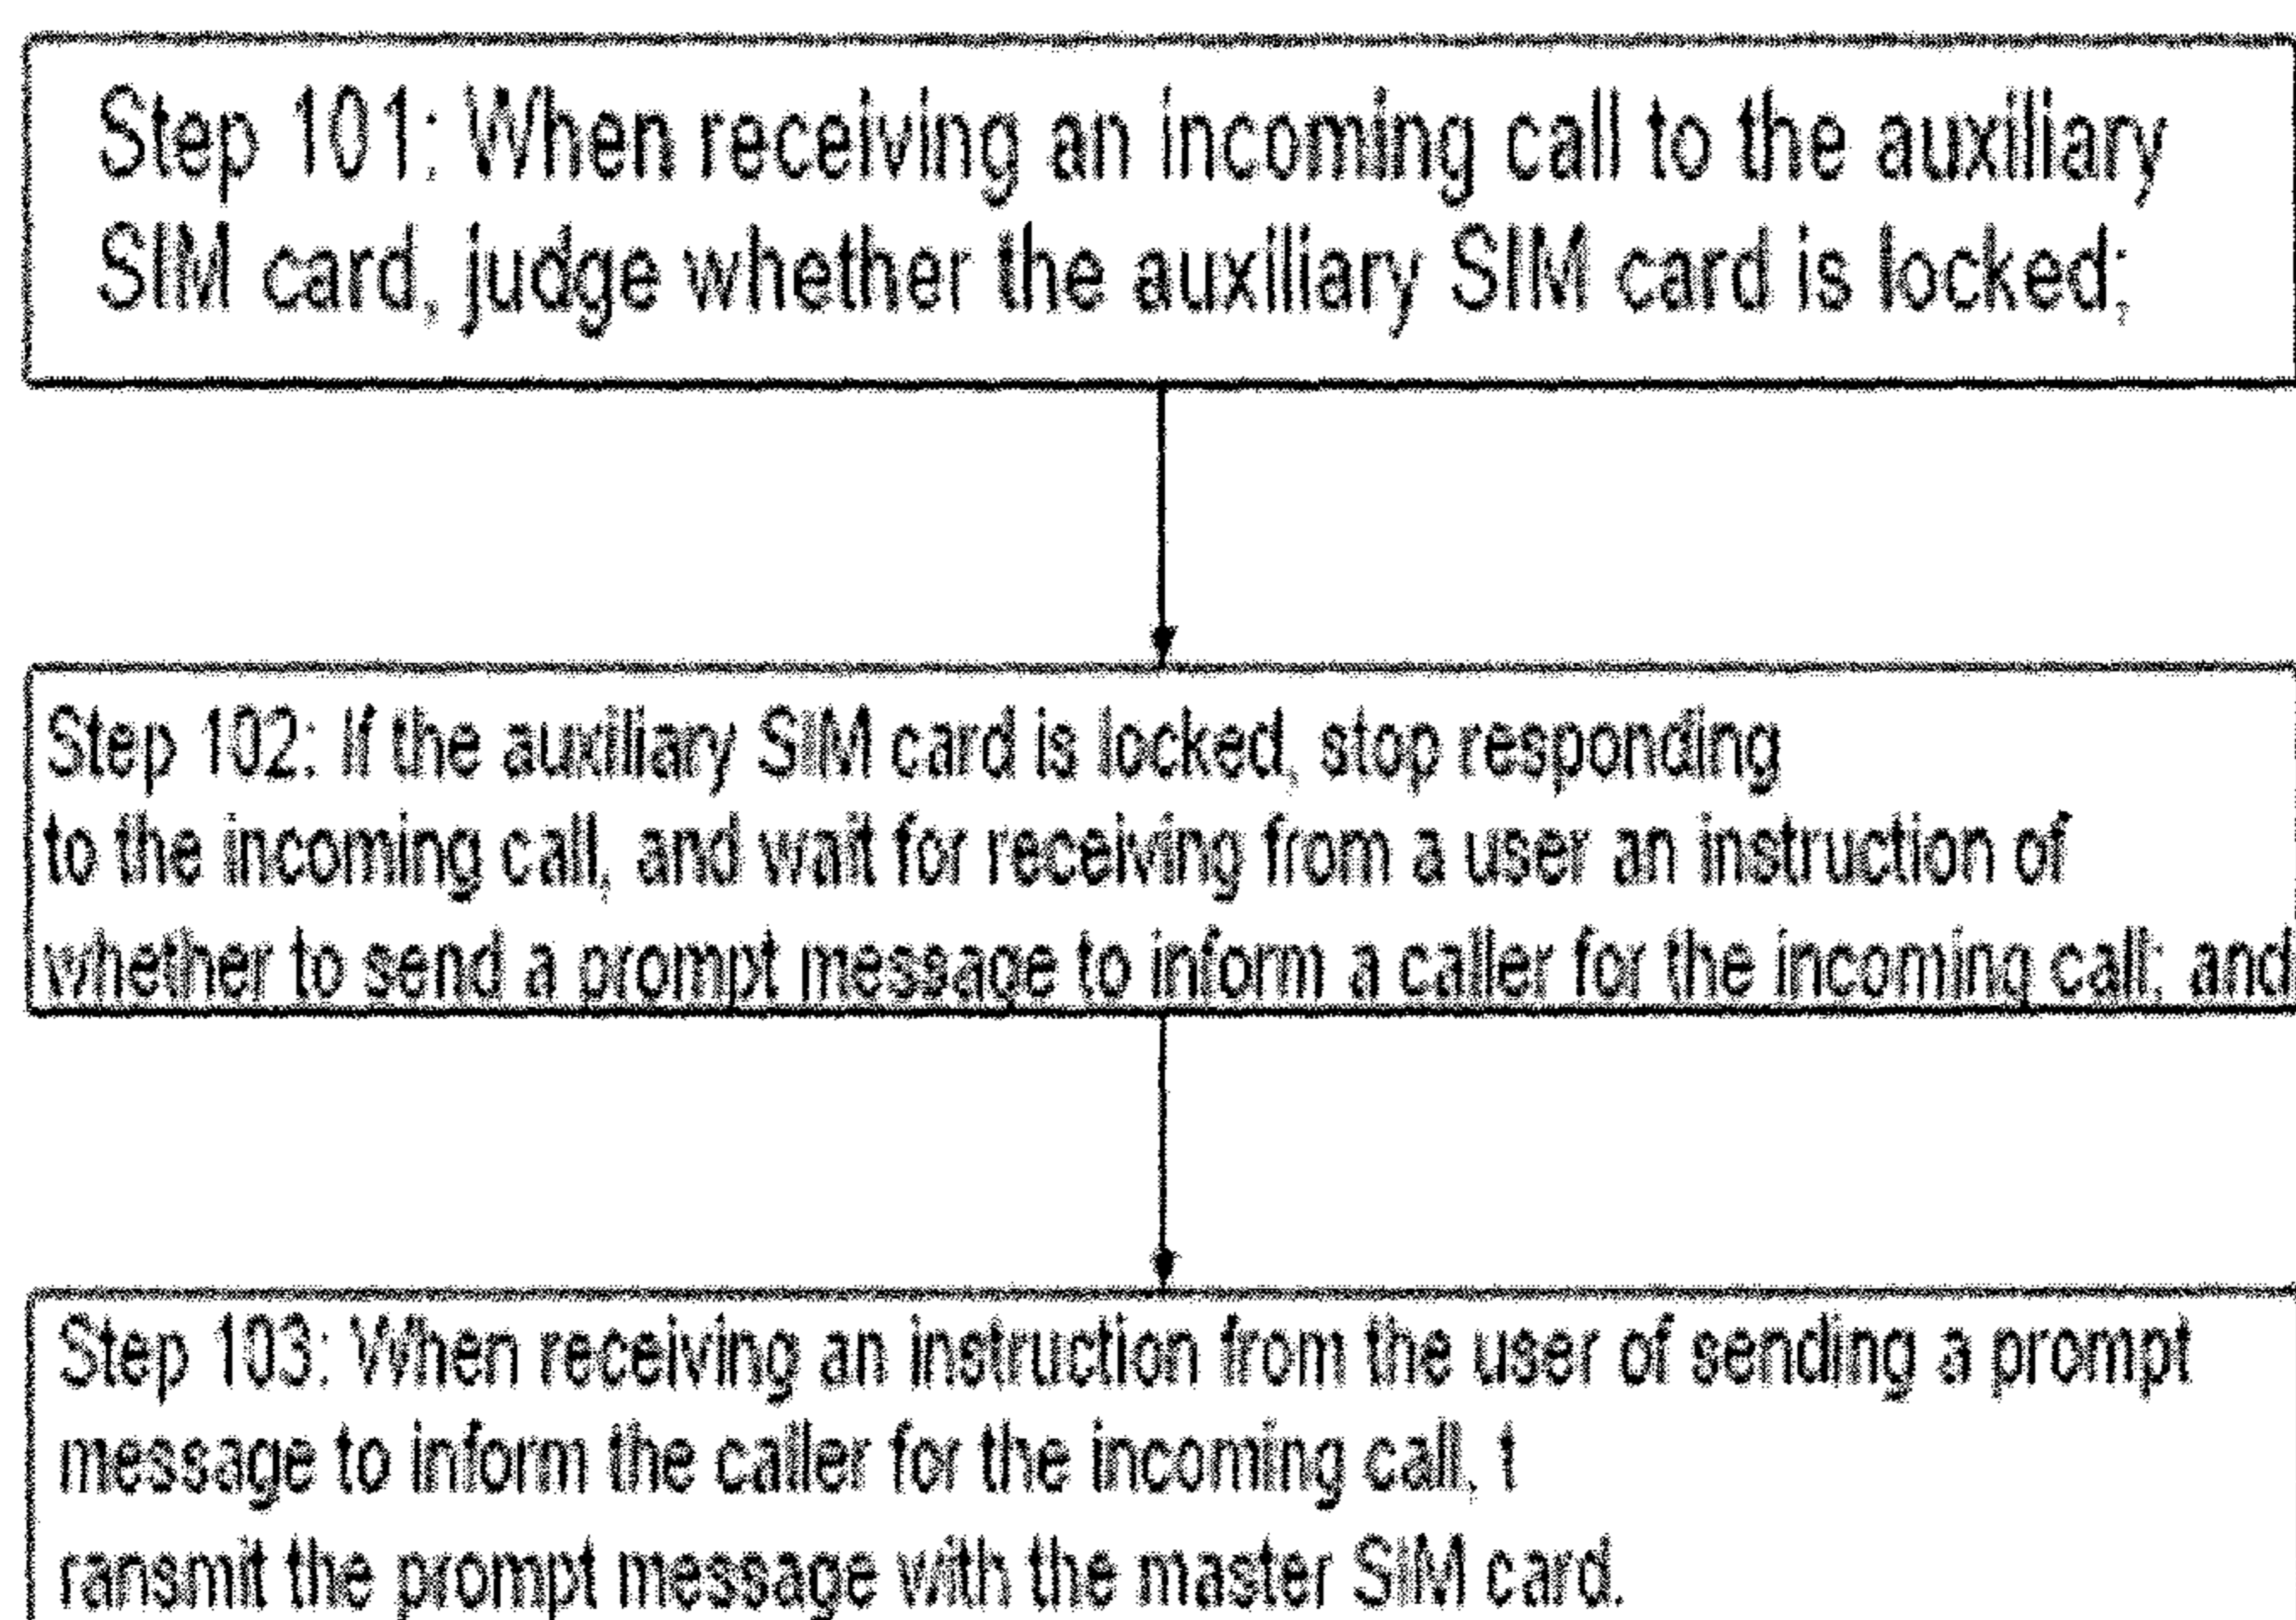 Step 101: When receiving an incoming call to the auxiliary
SIM card, judge whether the auxiliary SIM card is locked;
Step 102: If the auxiliary SIM card is locked, stop responding
to the incoming call, and wait for receiving from a user an instruction of
whether to send a prompt message to inform a caller for the incoming call; and
Step 103: When receiving an instruction from the user of sending a prompt
message to inform the caller for the incoming call, t
ransmit the prompt message with the master SIM card.